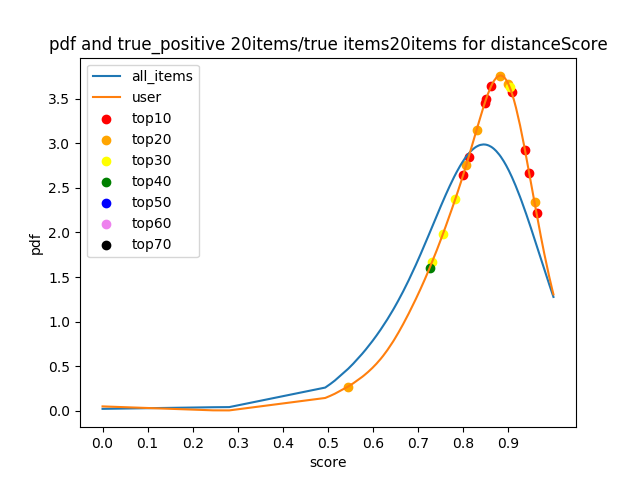 pdf and true_positive 20items/true items20items for distanceScore
all_items
user
top10
top20
top30
top40
top50
top60
top70
pdf
3.5
3.0
2.5
2.0
1.5
1.0
0.5
0.0
0.0 0.1 0.2 0.3 0.4 0.5 0.6 0.7 0.8 0.9
score